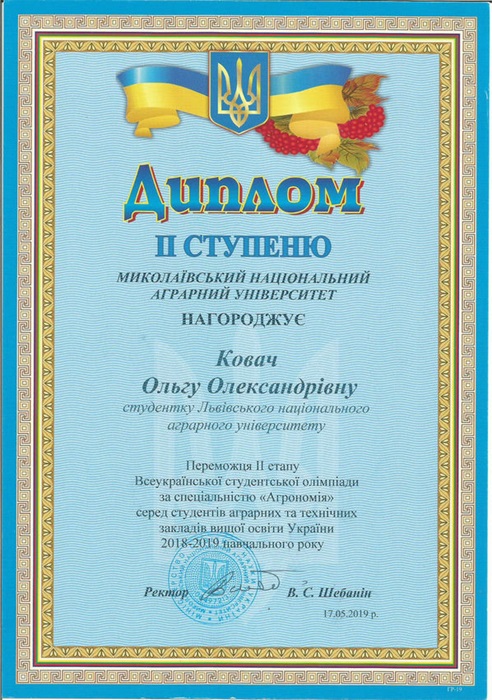 Диплом
ІІ СТУПЕНЮ
МИКОЛАЇВСЬКИЙ НАЦІОНАЛЬНИЙ
АГРАРНИЙ УНІВЕРСИТЕТ
НАГОРОДЖУЄ
Ковач
Ольгу Олександрівну
студентку Львівського національного
аграрного університету
Переможця ІІ етапу
Всеукраїнської студентської олімпіади
за спеціальністю «Агрономія»
серед студентів аграрних та технічних
закладів вищої освіти України
2018-2019 навчального року
Ректор В. С. Шебанін
17.05.2019 р.